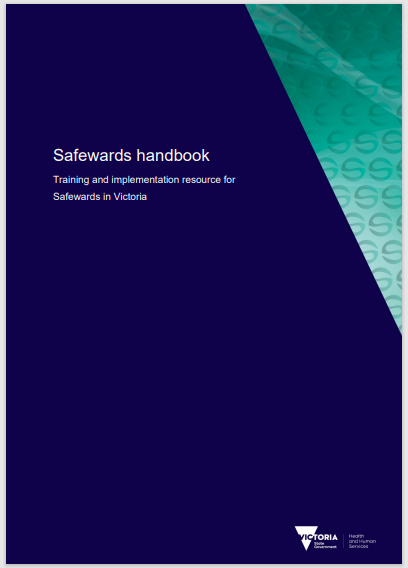 Safewards handbook
Training and implementation resource for
Safewards in Victoria
VICTORIA
State
Government
Health
and Human
Services